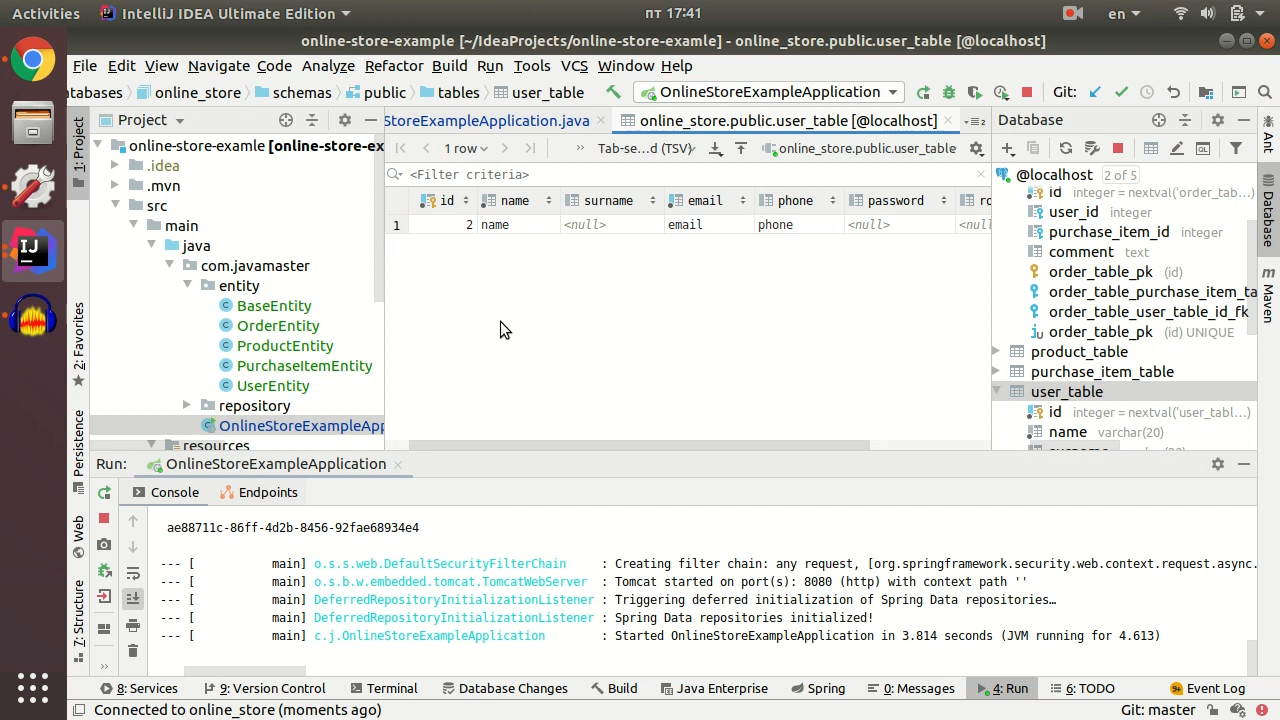 Activities IntelliJ IDEA Ultimate Edition пт 17:41 en
online-store-example [~/IdeaProjects/online-store-examle] - online_store.public.user_table [@localhost]
File Edit View Navigate Code Analyze Refactor Build Run Tools VCS Window Help
tabases online_store schemas public tables user_table OnlineStoreExampleApplication Git:
Project StoreExampleApplication.java online_store.public.user_table [@localhost] Database
1 row Tab-se...d (TSV) online_store.public.user_table
online-store-examle [online-store-ex
.idea
.mvn
src
main
java
com.javamaster
entity
BaseEntity
OrderEntity
ProductEntity
PurchaseItemEntity
UserEntity
repository
OnlineStoreExampleApp
resources
<Filter criteria>
id name surname email phone password ro
1 2 name <null> email phone <null> <null>
@localhost 2 of 5
id integer = nextval('order_tab...)
user_id integer
purchase_item_id integer
comment text
order_table_pk (id)
order_table_purchase_item_ta
order_table_user_table_id_fk
order_table_pk (id) UNIQUE
product_table
purchase_item_table
user_table
id integer = nextval('user_tabl...)
name varchar(20)
1: Project
2: Favorites
Persistence
Web
7: Structure
Ant
Database
Maven
Run: OnlineStoreExampleApplication
Console Endpoints
ae88711c-86ff-4d2b-8456-92fae68934e4
--- [ main] o.s.s.web.DefaultSecurityFilterChain : Creating filter chain: any request, [org.springframework.security.web.context.request.async.
--- [ main] o.s.b.w.embedded.tomcat.TomcatWebServer : Tomcat started on port(s): 8080 (http) with context path ''
--- [ main] DeferredRepositoryInitializationListener : Triggering deferred initialization of Spring Data repositories…
--- [ main] DeferredRepositoryInitializationListener : Spring Data repositories initialized!
--- [ main] c.j.OnlineStoreExampleApplication : Started OnlineStoreExampleApplication in 3.814 seconds (JVM running for 4.613)
8: Services 9: Version Control Terminal Database Changes Build Java Enterprise Spring 0: Messages 4: Run 6: TODO Event Log
Connected to online_store (moments ago) Git: master